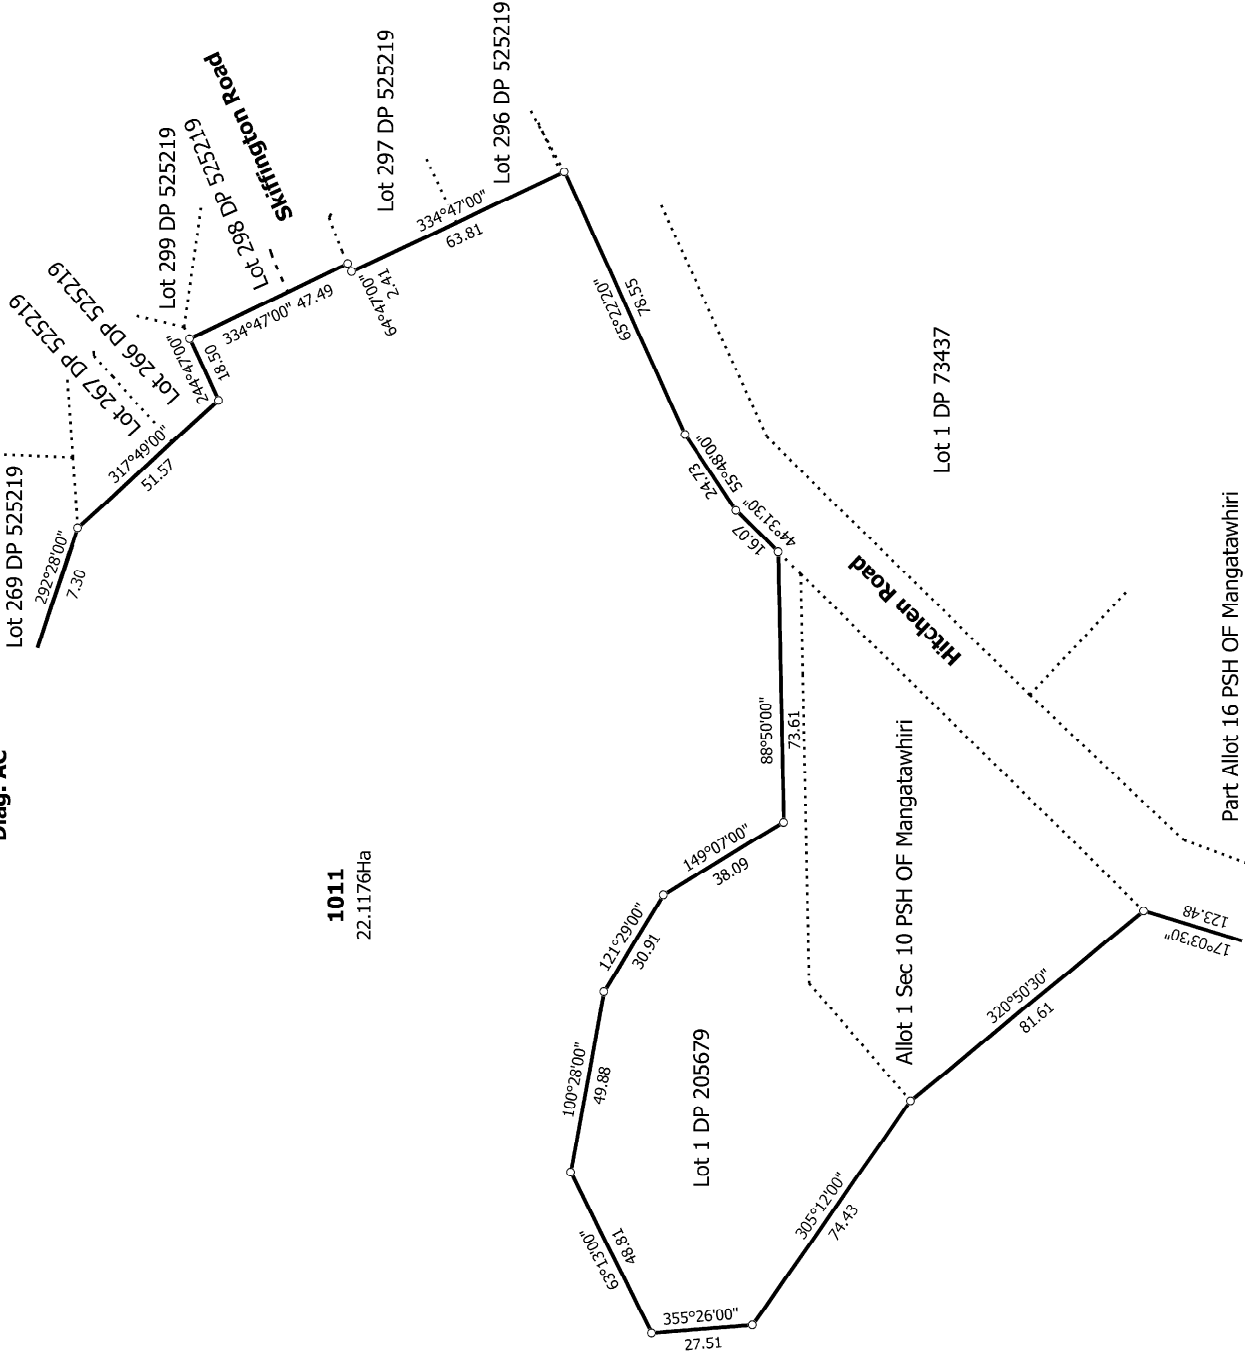 Lot 269 DP 525219
Lot 267 DP 525219
Lot 266 DP 525219
Lot 299 DP 525219
Lot 298 DP 525219
Skiffington Road
Lot 297 DP 525219
Lot 296 DP 525219
292°28'00"
7.30
317°49'00"
51.57
244°47'00"
18.50
334°47'00" 47.49
64°47'00"
2.41
334°47'00"
63.81
65°22'20"
78.55
55°48'00"
24.73
44°31'30"
16.07
Lot 1 DP 73437
Hitchen Road
88°50'00"
73.61
149°07'00"
38.09
121°29'00"
30.91
100°28'00"
49.88
63°13'00"
48.81
355°26'00"
27.51
305°12'00"
74.43
320°50'30"
81.61
17°03'30"
123.48
Diag. AC
1011
22.1176Ha
Lot 1 DP 205679
Allot 1 Sec 10 PSH OF Mangatawhiri
Part Allot 16 PSH OF Mangatawhiri